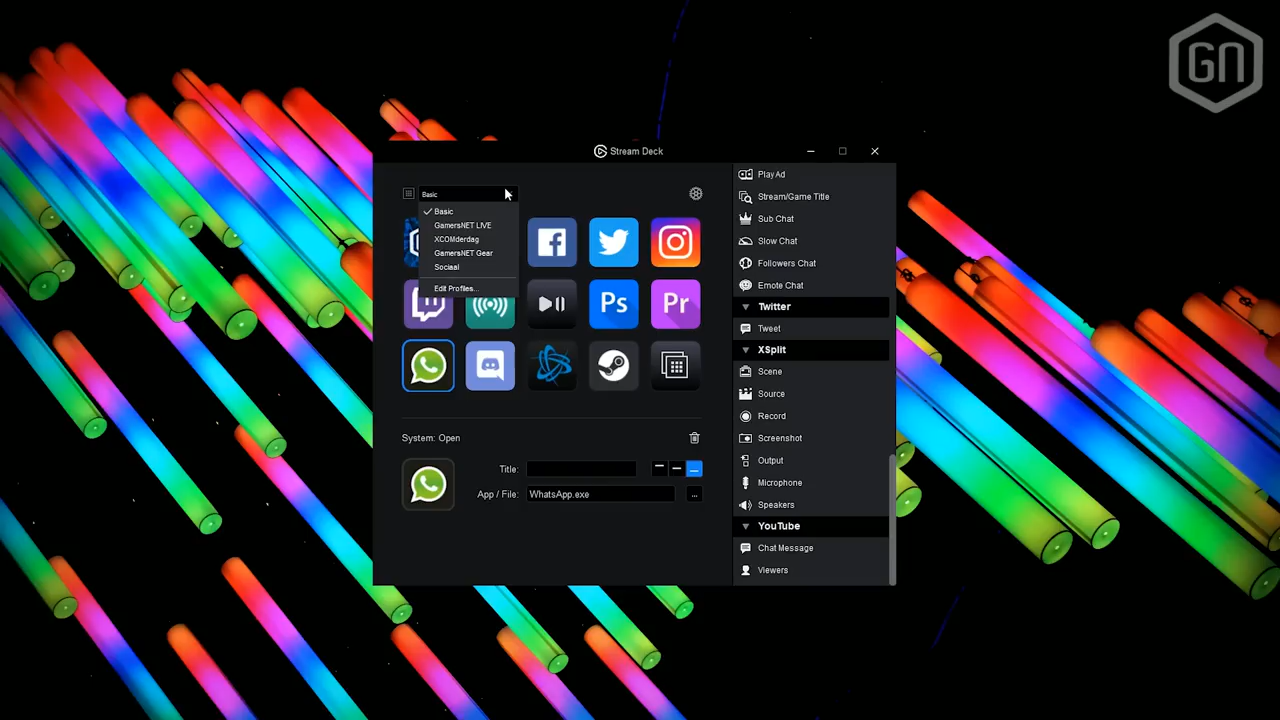 GN
Stream Deck
Basic
Basic
GamersNET LIVE
XCOMderdag
GamersNET Gear
Sociaal
Edit Profiles...
Ps
Pr
System: Open
Title:
App / File:
WhatsApp.exe
...
Play Ad
Stream/Game Title
Sub Chat
Slow Chat
Followers Chat
Emote Chat
Twitter
Tweet
XSplit
Scene
Source
Record
Screenshot
Output
Microphone
Speakers
YouTube
Chat Message
Viewers